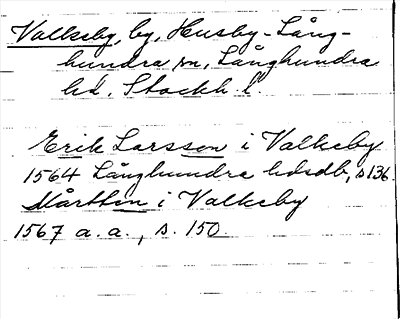 Valkeby, by, Husby-Lång-
hundra sn, Långhundra
hd, Stockh. l.
Erik Larsson i Valkeby
1564 Långhundra hdsdb, s 136.
Mårtten i Valkeby
1567 a. a., s. 150.